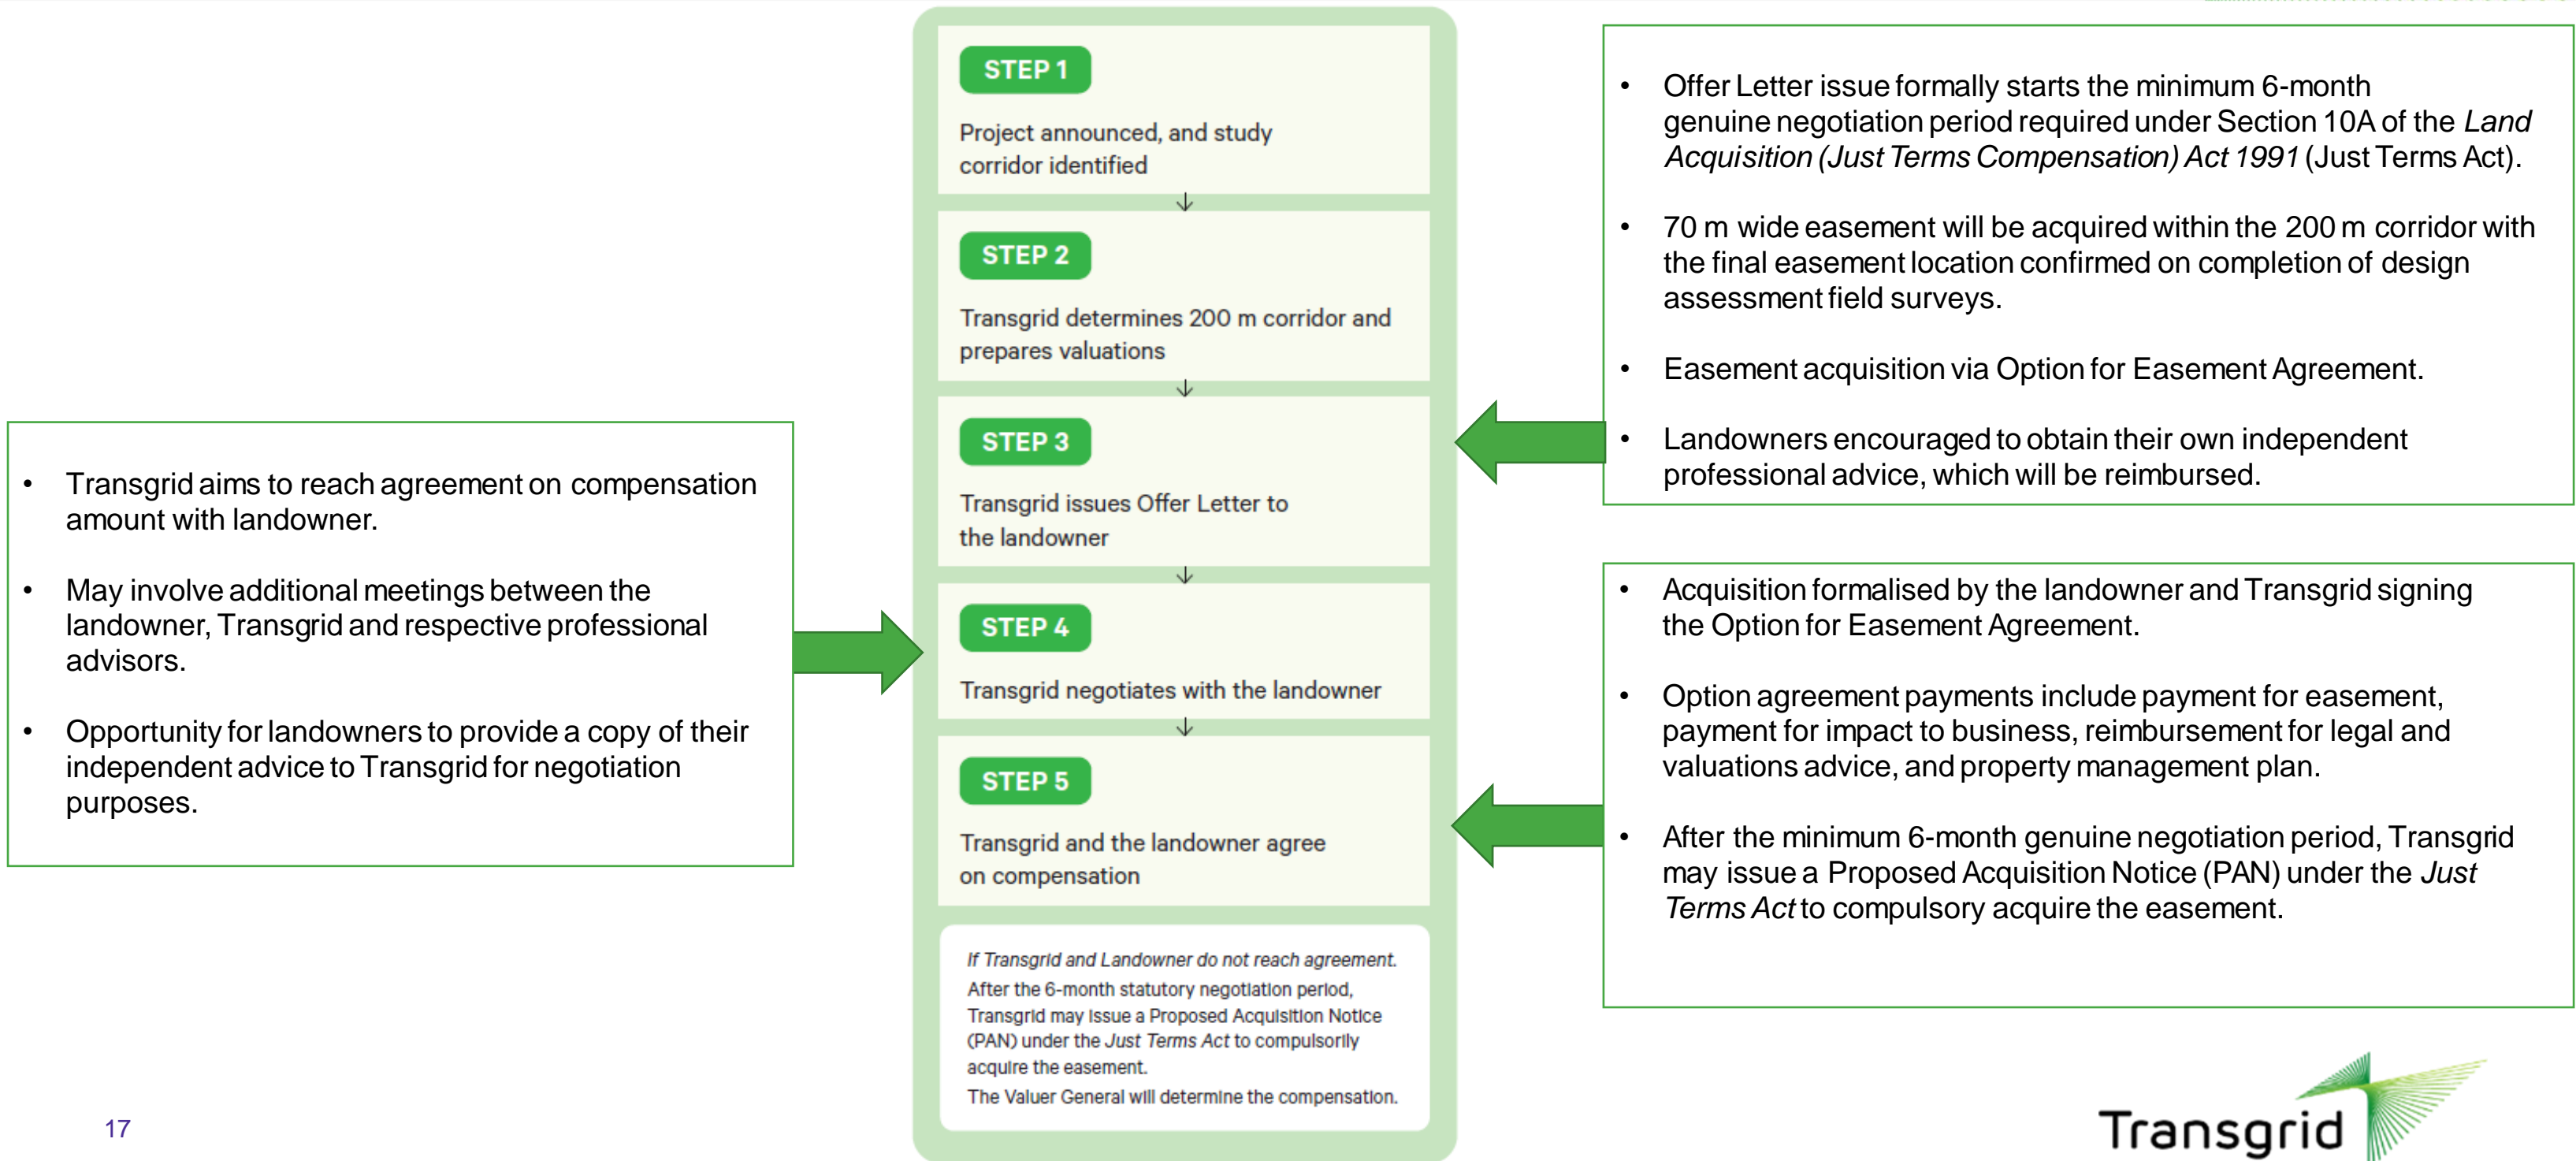 STEP 1
Project announced, and study
corridor identified
STEP 2
Transgrid determines 200 m corridor and
prepares valuations
STEP 3
Transgrid issues Offer Letter to
the landowner
• Offer Letter issue formally starts the minimum 6-month
genuine negotiation period required under Section 10A of the Land
Acquisition (Just Terms Compensation) Act 1991 (Just Terms Act).
• 70 m wide easement will be acquired within the 200 m corridor with
the final easement location confirmed on completion of design
assessment field surveys.
• Easement acquisition via Option for Easement Agreement.
• Landowners encouraged to obtain their own independent
professional advice, which will be reimbursed.
STEP 4
Transgrid negotiates with the landowner
• Transgrid aims to reach agreement on compensation
amount with landowner.
• May involve additional meetings between the
landowner, Transgrid and respective professional
advisors.
• Opportunity for landowners to provide a copy of their
independent advice to Transgrid for negotiation
purposes.
STEP 5
Transgrid and the landowner agree
on compensation
• Acquisition formalised by the landowner and Transgrid signing
the Option for Easement Agreement.
• Option agreement payments include payment for easement,
payment for impact to business, reimbursement for legal and
valuations advice, and property management plan.
• After the minimum 6-month genuine negotiation period, Transgrid
may issue a Proposed Acquisition Notice (PAN) under the Just
Terms Act to compulsory acquire the easement.
If Transgrid and Landowner do not reach agreement.
After the 6-month statutory negotiation period,
Transgrid may issue a Proposed Acquisition Notice
(PAN) under the Just Terms Act to compulsorily
acquire the easement.
The Valuer General will determine the compensation.
17
Transgrid